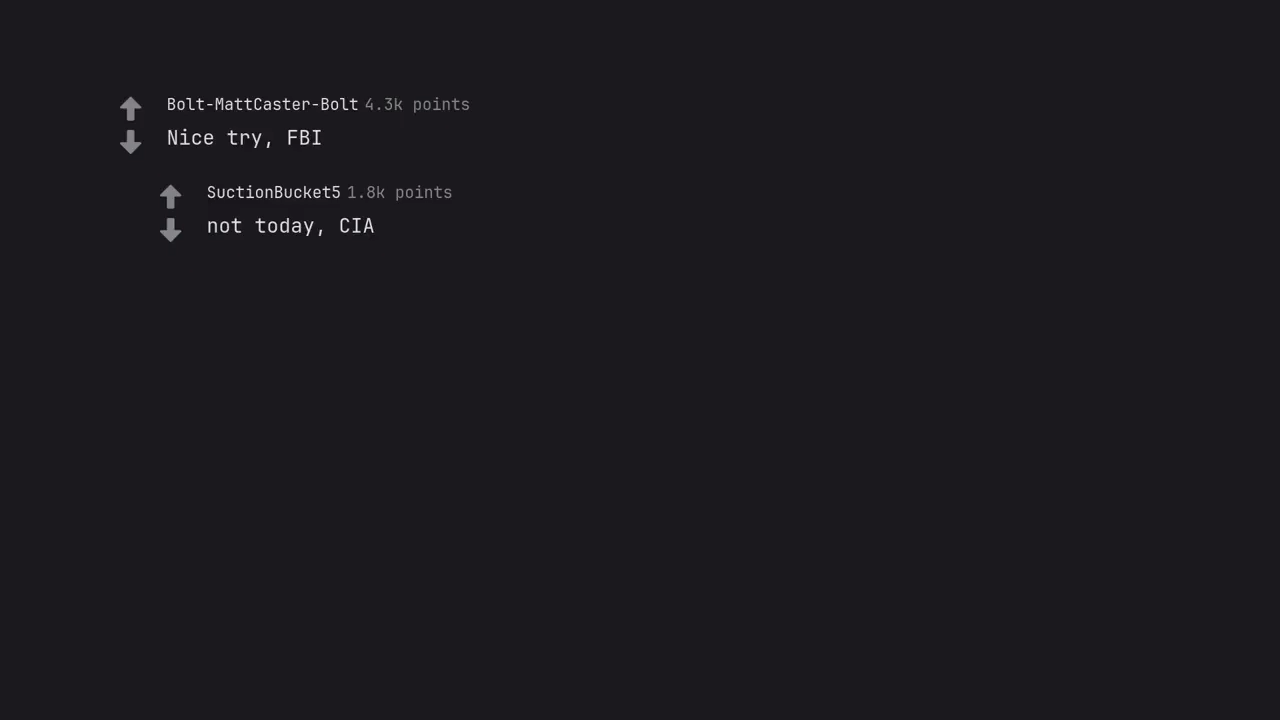 Bolt-MattCaster-Bolt 4.3k points
Nice try, FBI
SuctionBucket5 1.8k points
not today, CIA